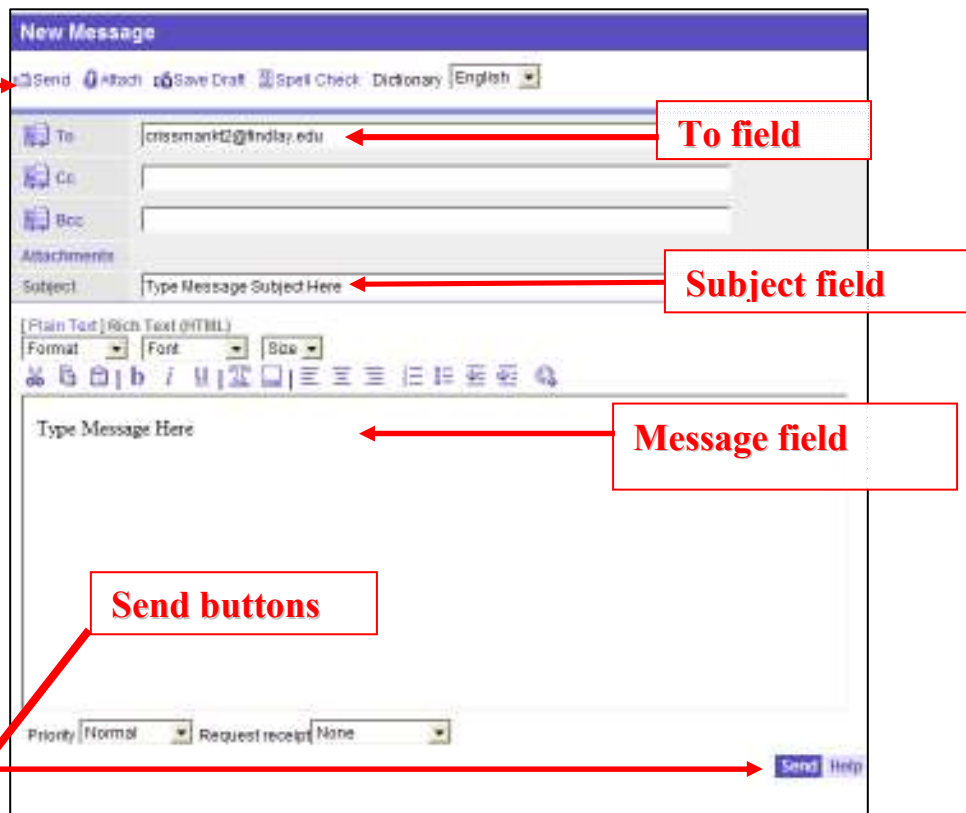 New Message
Send Attach Save Draft Spell Check Dictionary English
To crissmankt2@findlay.edu
To field
Cc
Bcc
Attachments
Subject Type Message Subject Here
Subject field
[Plain Text] Rich Text (HTML)
Format Font Size
b i U
Type Message Here
Message field
Send buttons
Priority Normal Request receipt None
Send Help